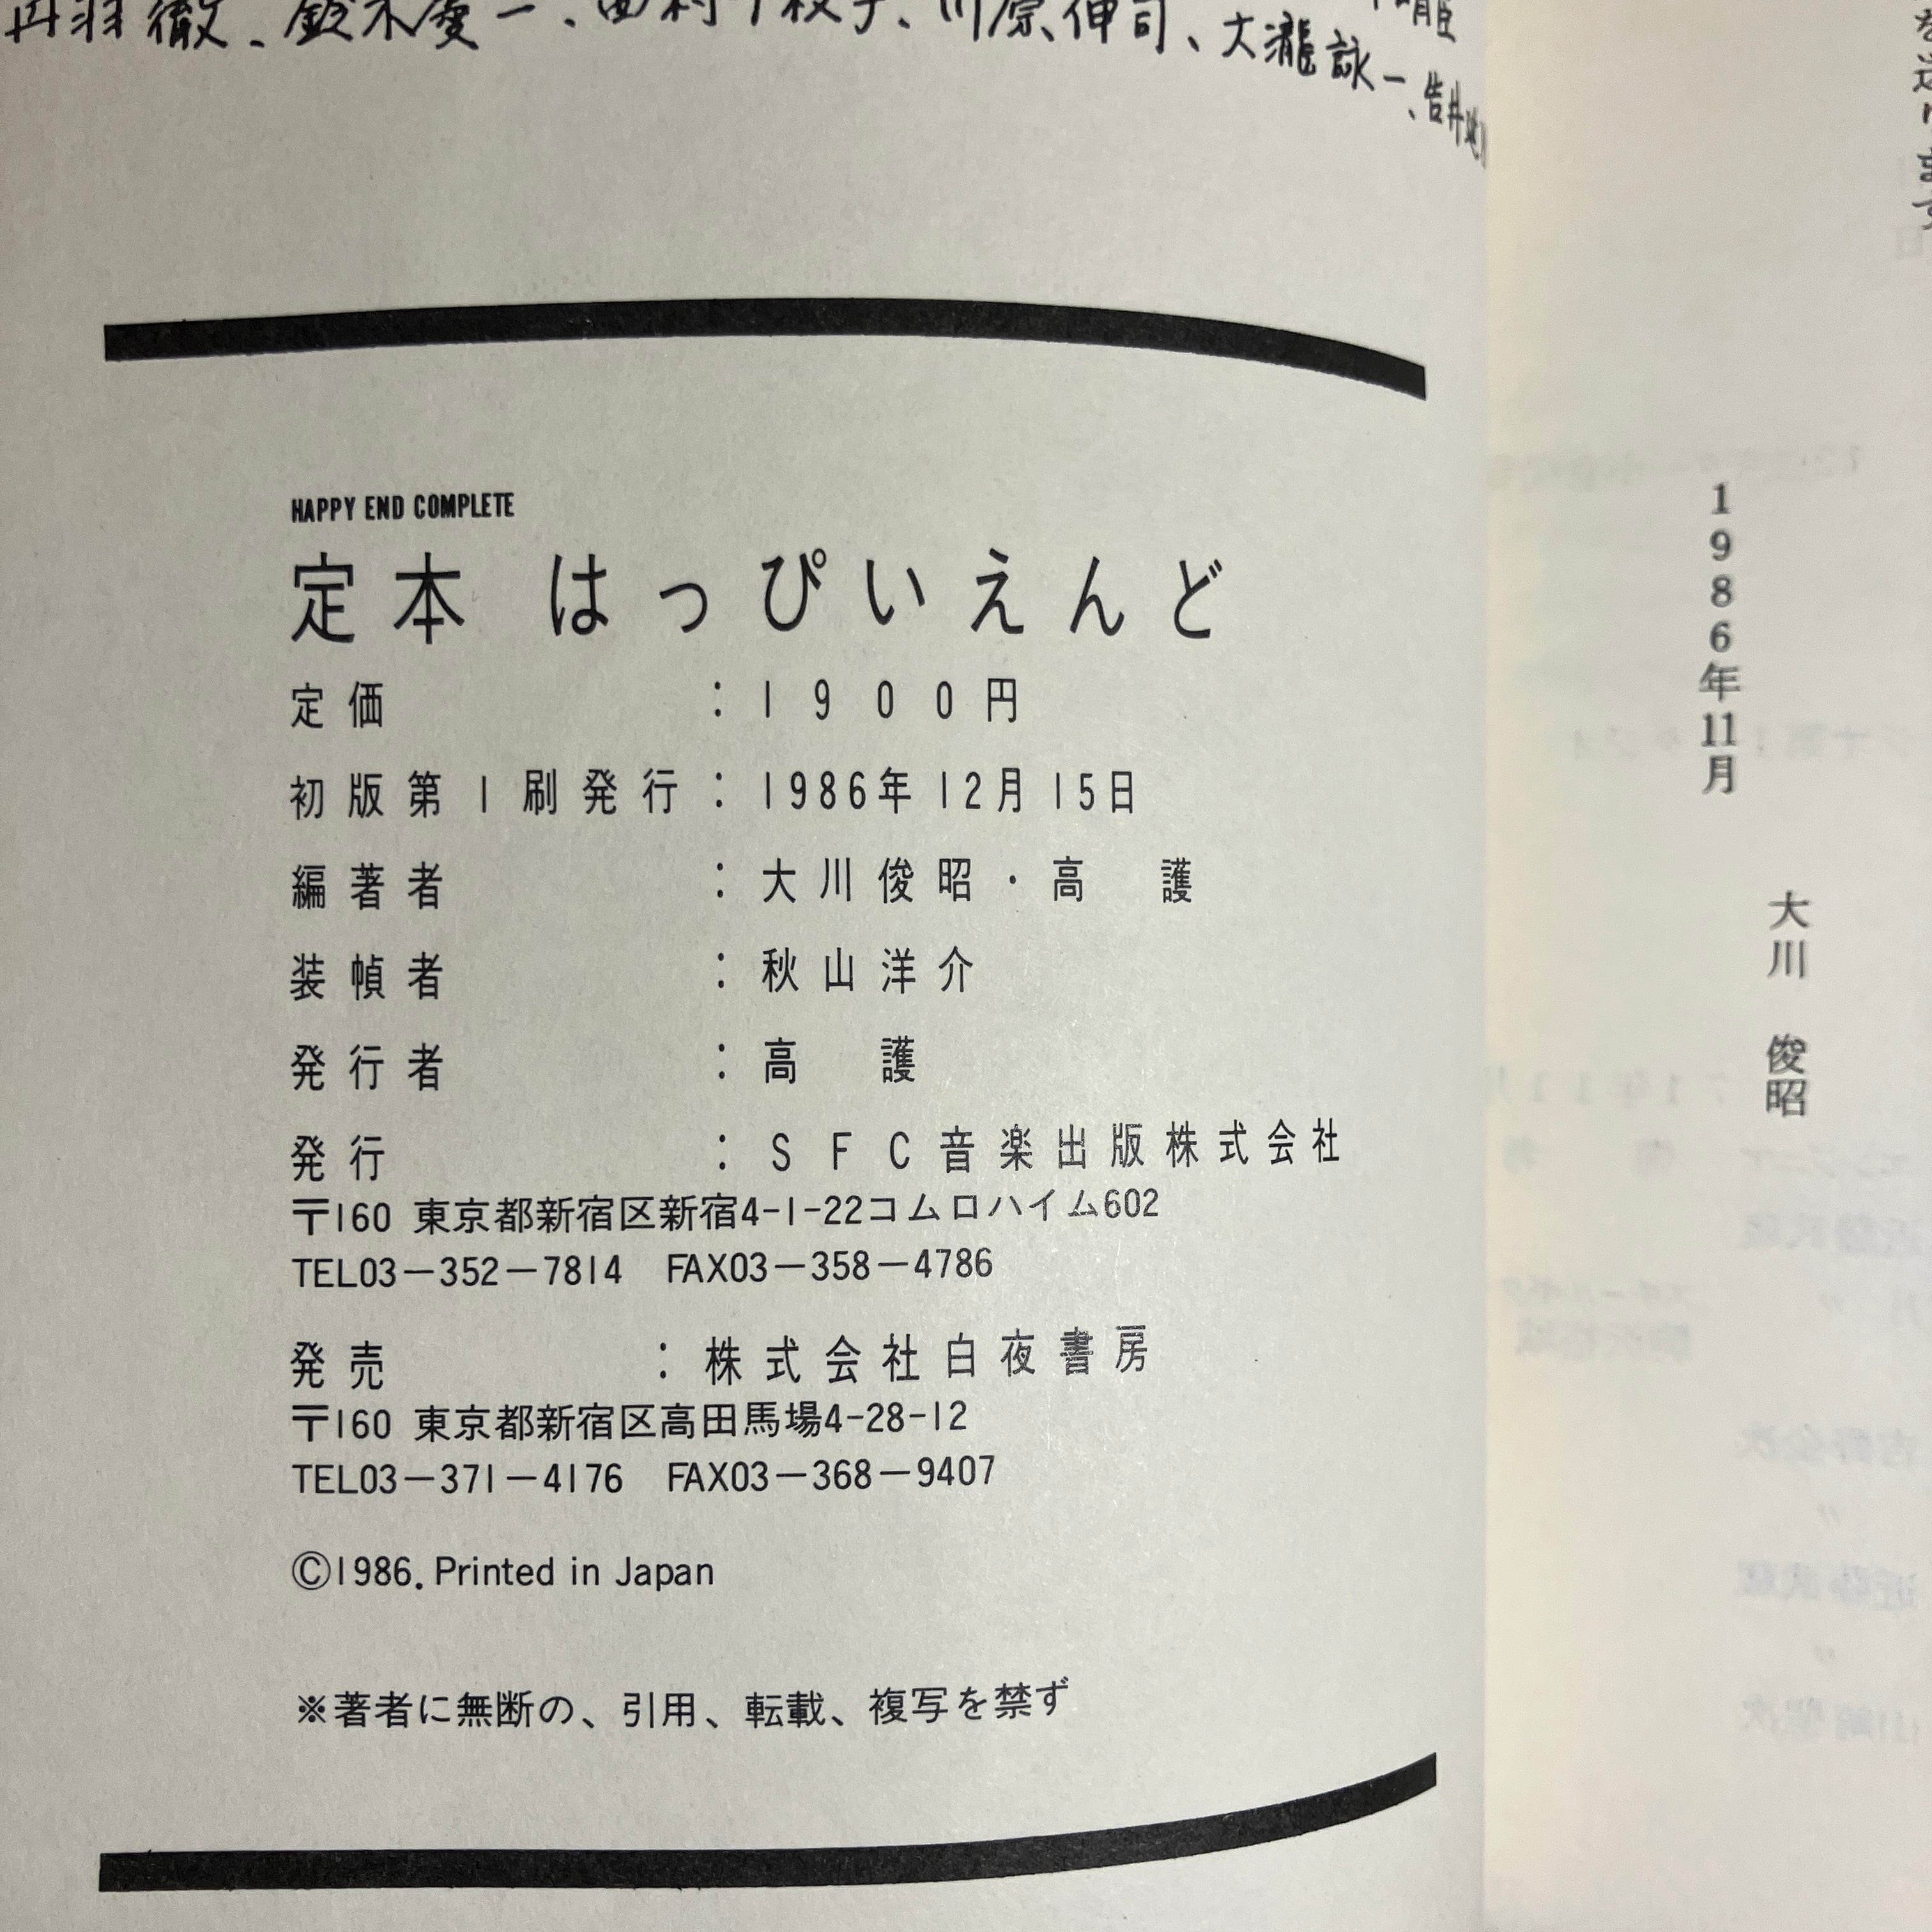 丹羽徹、鈴木慶一、西村千枝子、川原伸司、大瀧詠一、告井
HAPPY END COMPLETE
定本 はっぴいえんど
定価 : 1900円
初版第1刷発行 : 1986年12月15日
編著者 : 大川俊昭・高 護
装幀者 : 秋山洋介
発行者 : 高 護
発行 : SFC音楽出版株式会社
〒160 東京都新宿区新宿4-1-22コムロハイム602
TEL03-352-7814 FAX03-358-4786
発売 : 株式会社白夜書房
〒160 東京都新宿区高田馬場4-28-12
TEL03-371-4176 FAX03-368-9407
©1986. Printed in Japan
※著者に無断の、引用、転載、複写を禁ず
1986年11月
大川 俊昭